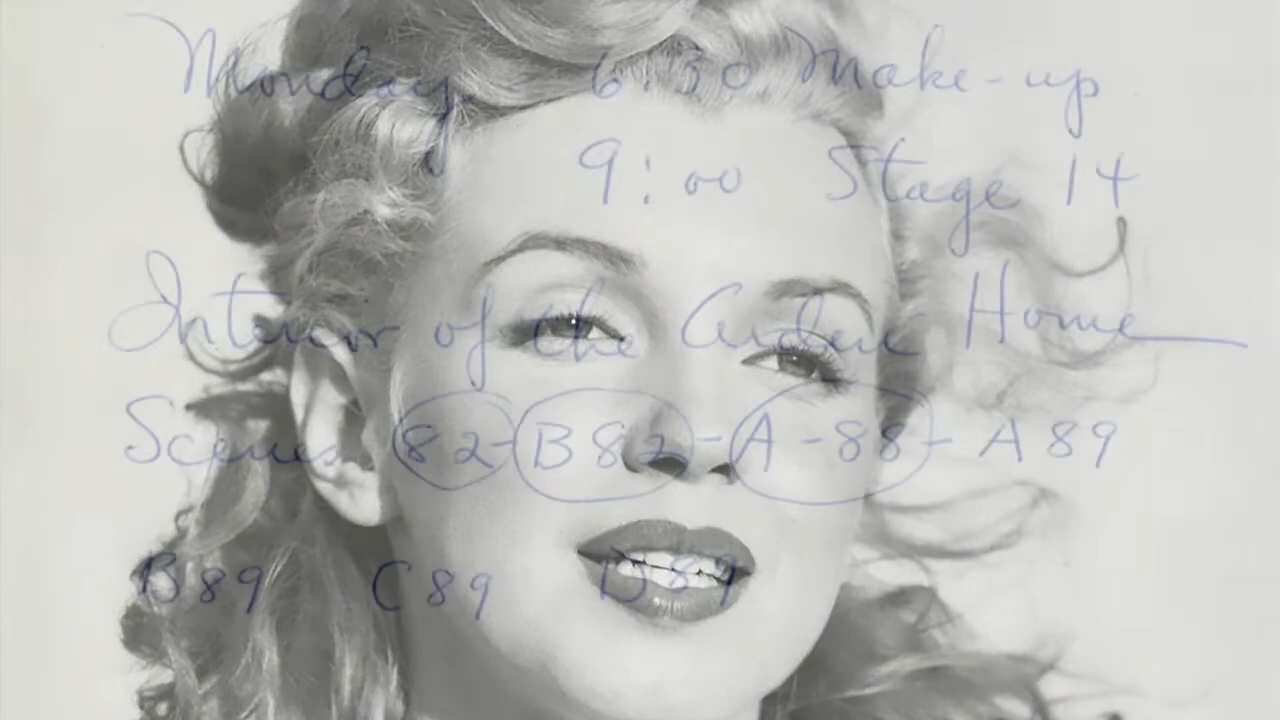 Monday 6:30 Make-up
9:00 Stage 14
Interior of the Arden Home
Scenes 82-B82-A-88-A89
B89 C89 D89